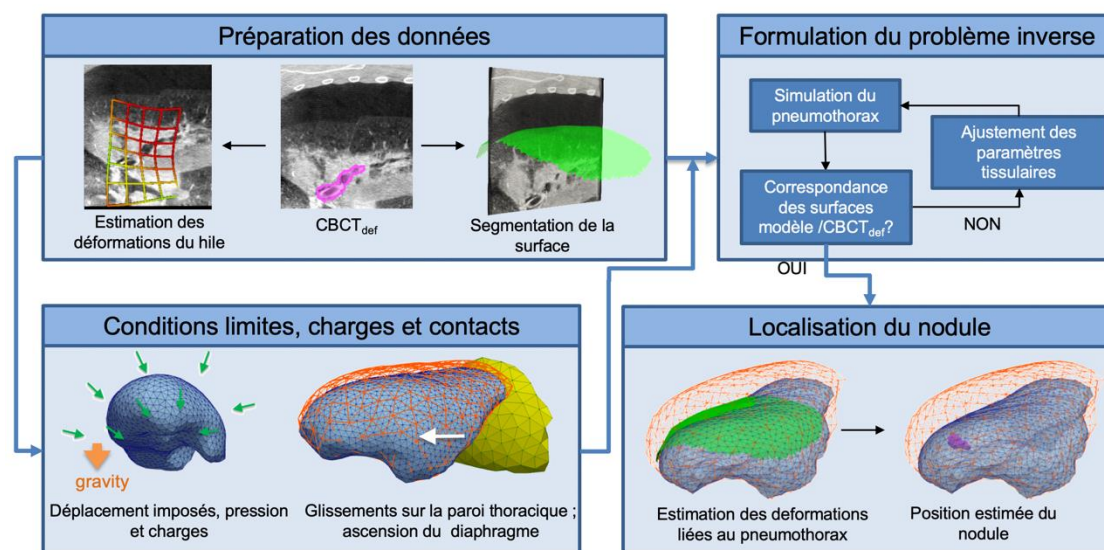 Préparation des données
Estimation des
déformations du hile
CBCTdef
Segmentation de la
surface
Formulation du problème inverse
Simulation du
pneumothorax
Ajustement des
paramètres
tissulaires
Correspondance
des surfaces
modèle /CBCTdef?
NON
OUI
Conditions limites, charges et contacts
gravity
Déplacement imposés, pression
et charges
Glissements sur la paroi thoracique ;
ascension du diaphragme
Localisation du nodule
Estimation des deformations
liées au pneumothorax
Position estimée du
nodule